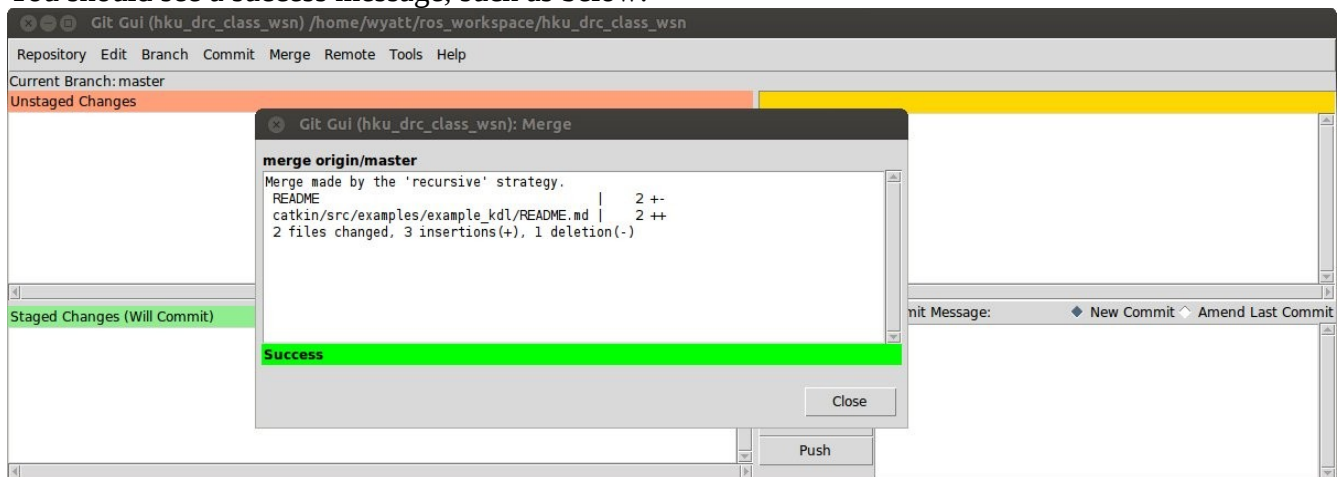 You should see a success message, such as below:
Git Gui (hku_drc_class_wsn) /home/wyatt/ros_workspace/hku_drc_class_wsn
Repository Edit Branch Commit Merge Remote Tools Help
Current Branch: master
Unstaged Changes
Git Gui (hku_drc_class_wsn): Merge
merge origin/master
Merge made by the 'recursive' strategy.
README | 2 +-
catkin/src/examples/example_kdl/README.md | 2 ++
2 files changed, 3 insertions(+), 1 deletion(-)
Success
Close
Staged Changes (Will Commit)
mit Message: New Commit Amend Last Commit
Push